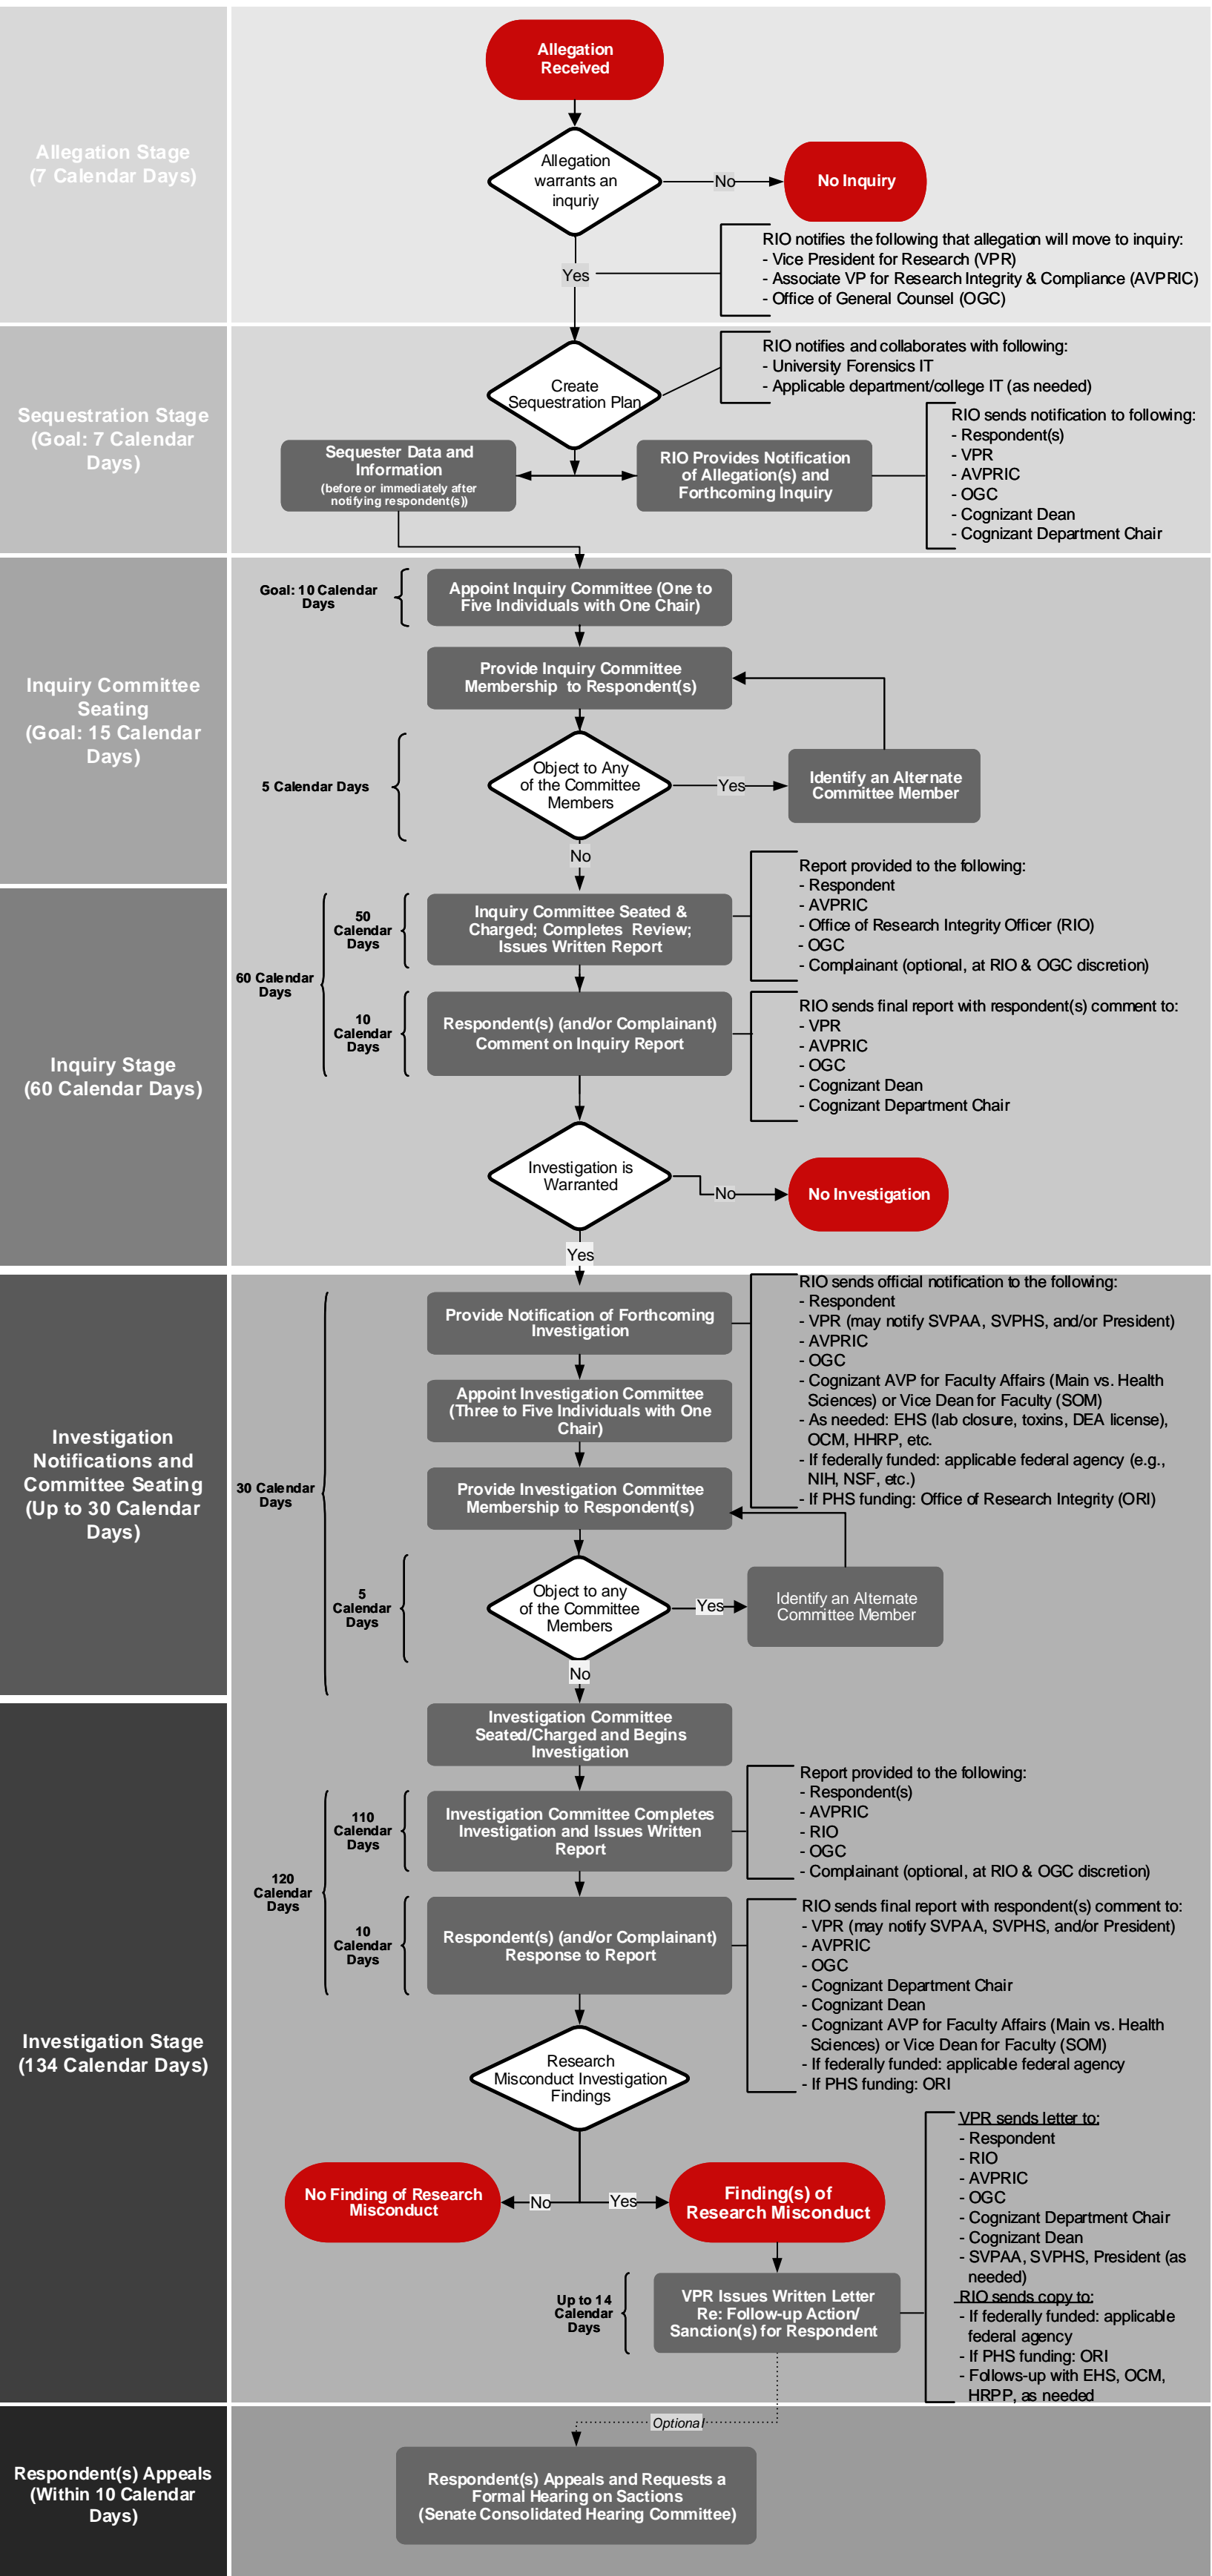 Allegation
Received
Allegation Stage
(7 Calendar Days)
Allegation
warrants an
inquriy
No
No Inquiry
RIO notifies the following that allegation will move to inquiry:
- Vice President for Research (VPR)
- Associate VP for Research Integrity & Compliance (AVPRIC)
- Office of General Counsel (OGC)
Yes
Sequestration Stage
(Goal: 7 Calendar
Days)
Create
Sequestration Plan
RIO notifies and collaborates with following:
- University Forensics IT
- Applicable department/college IT (as needed)
Sequester Data and
Information
(before or immediately after
notifying respondent(s))
RIO Provides Notification
of Allegation(s) and
Forthcoming Inquiry
RIO sends notification to following:
- Respondent(s)
- VPR
- AVPRIC
- OGC
- Cognizant Dean
- Cognizant Department Chair
Inquiry Committee
Seating
(Goal: 15 Calendar
Days)
Goal: 10 Calendar
Days
Appoint Inquiry Committee (One to
Five Individuals with One Chair)
Provide Inquiry Committee
Membership to Respondent(s)
5 Calendar Days
Object to Any
of the Committee
Members
Yes
Identify an Alternate
Committee Member
No
Inquiry Stage
(60 Calendar Days)
60 Calendar
Days
50
Calendar
Days
Inquiry Committee Seated &
Charged; Completes Review;
Issues Written Report
Report provided to the following:
- Respondent
- AVPRIC
- Office of Research Integrity Officer (RIO)
- OGC
- Complainant (optional, at RIO & OGC discretion)
10
Calendar
Days
Respondent(s) (and/or Complainant)
Comment on Inquiry Report
RIO sends final report with respondent(s) comment to:
- VPR
- AVPRIC
- OGC
- Cognizant Dean
- Cognizant Department Chair
Investigation is
Warranted
No
No Investigation
Yes
Investigation
Notifications and
Committee Seating
(Up to 30 Calendar
Days)
30 Calendar
Days
Provide Notification of Forthcoming
Investigation
RIO sends official notification to the following:
- Respondent
- VPR (may notify SVPAA, SVPHS, and/or President)
- AVPRIC
- OGC
- Cognizant AVP for Faculty Affairs (Main vs. Health
Sciences) or Vice Dean for Faculty (SOM)
- As needed: EHS (lab closure, toxins, DEA license),
OCM, HHRP, etc.
- If federally funded: applicable federal agency (e.g.,
NIH, NSF, etc.)
- If PHS funding: Office of Research Integrity (ORI)
Appoint Investigation Committee
(Three to Five Individuals with One
Chair)
Provide Investigation Committee
Membership to Respondent(s)
5
Calendar
Days
Object to any
of the Committee
Members
Yes
Identify an Alternate
Committee Member
No
Investigation Stage
(134 Calendar Days)
Investigation Committee
Seated/Charged and Begins
Investigation
120
Calendar
Days
110
Calendar
Days
Investigation Committee Completes
Investigation and Issues Written
Report
Report provided to the following:
- Respondent(s)
- AVPRIC
- RIO
- OGC
- Complainant (optional, at RIO & OGC discretion)
10
Calendar
Days
Respondent(s) (and/or Complainant)
Response to Report
RIO sends final report with respondent(s) comment to:
- VPR (may notify SVPAA, SVPHS, and/or President)
- AVPRIC
- OGC
- Cognizant Department Chair
- Cognizant Dean
- Cognizant AVP for Faculty Affairs (Main vs. Health
Sciences) or Vice Dean for Faculty (SOM)
- If federally funded: applicable federal agency
- If PHS funding: ORI
Research
Misconduct Investigation
Findings
No Finding of Research
Misconduct
No
Yes
Finding(s) of
Research Misconduct
Up to 14
Calendar
Days
VPR Issues Written Letter
Re: Follow-up Action/
Sanction(s) for Respondent
VPR sends letter to:
- Respondent
- RIO
- AVPRIC
- OGC
- Cognizant Department Chair
- Cognizant Dean
- SVPAA, SVPHS, President (as
needed)
RIO sends copy to:
- If federally funded: applicable
federal agency
- If PHS funding: ORI
- Follows-up with EHS, OCM,
HRPP, as needed
Respondent(s) Appeals
(Within 10 Calendar
Days)
Optional
Respondent(s) Appeals and Requests a
Formal Hearing on Sactions
(Senate Consolidated Hearing Committee)